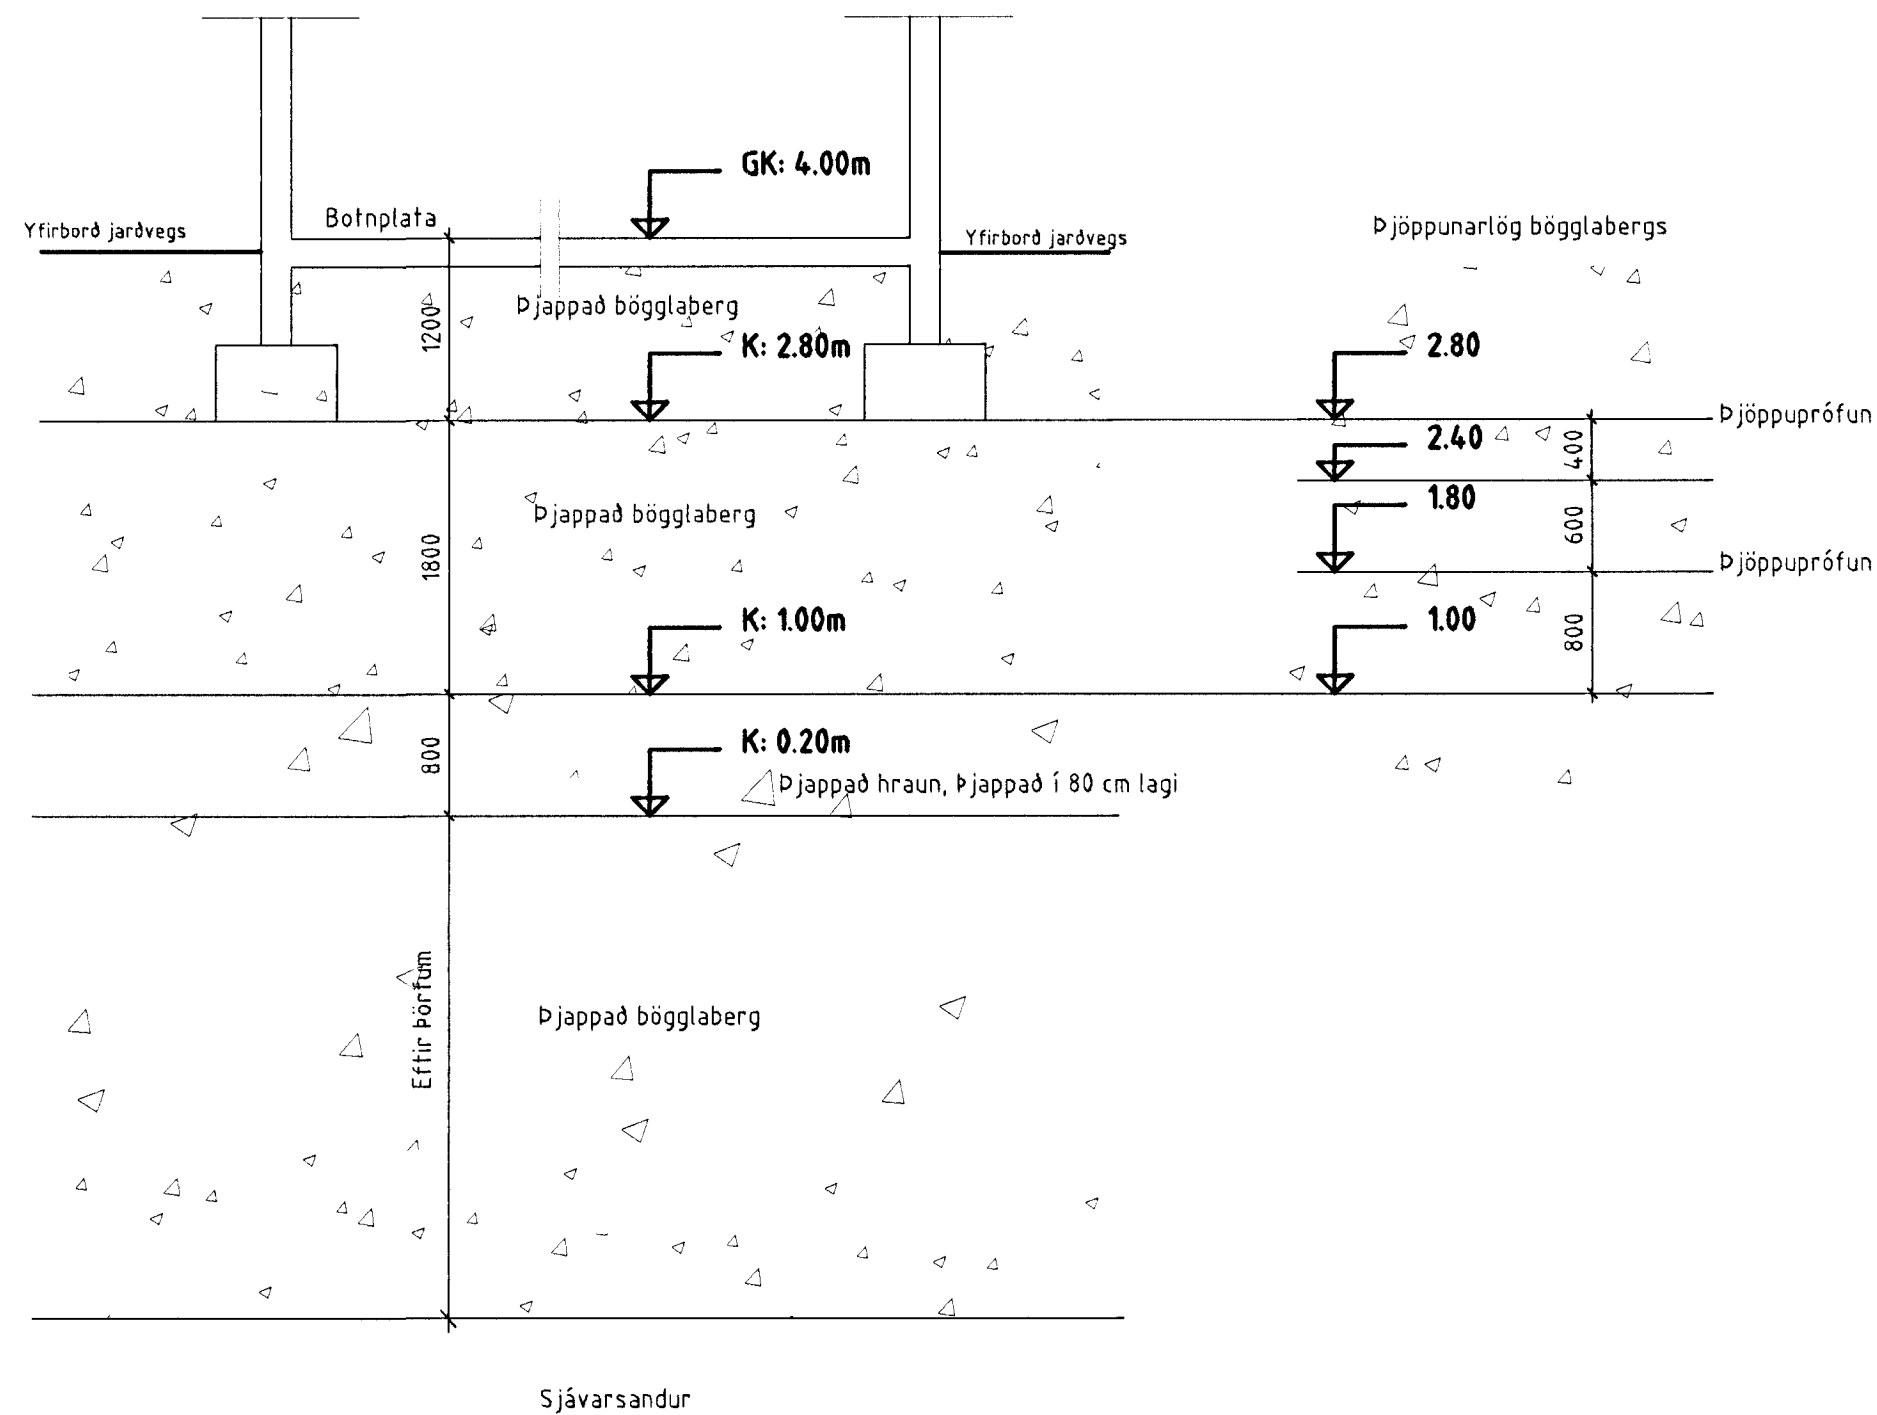 GK: 4.00m
Botnplata
Yfirborð jarðvegs
Yfirborð jarðvegs
Þjöppunarlög bögglabergs
Þjappað bögglaberg
1200
K: 2.80m
2.80
Þjöppuprófun
2.40
400
1.80
Þjappað bögglaberg
600
1800
Þjöppuprófun
K: 1.00m
1.00
800
K: 0.20m
800
Þjappað hraun, Þjappað í 80 cm lagi
Eftir Þörfum
Þjappað bögglaberg
Sjávarsandur